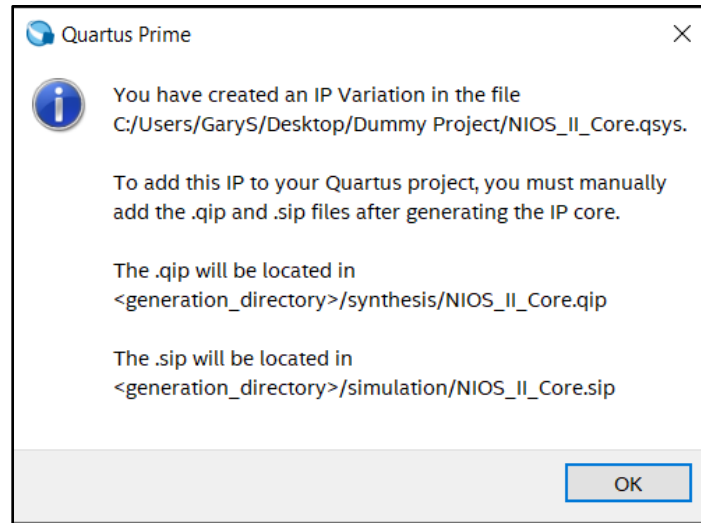 Quartus Prime
You have created an IP Variation in the file
C:/Users/GaryS/Desktop/Dummy Project/NIOS_II_Core.qsys.
To add this IP to your Quartus project, you must manually
add the .qip and .sip files after generating the IP core.
The .qip will be located in
<generation_directory>/synthesis/NIOS_II_Core.qip
The .sip will be located in
<generation_directory>/simulation/NIOS_II_Core.sip
OK